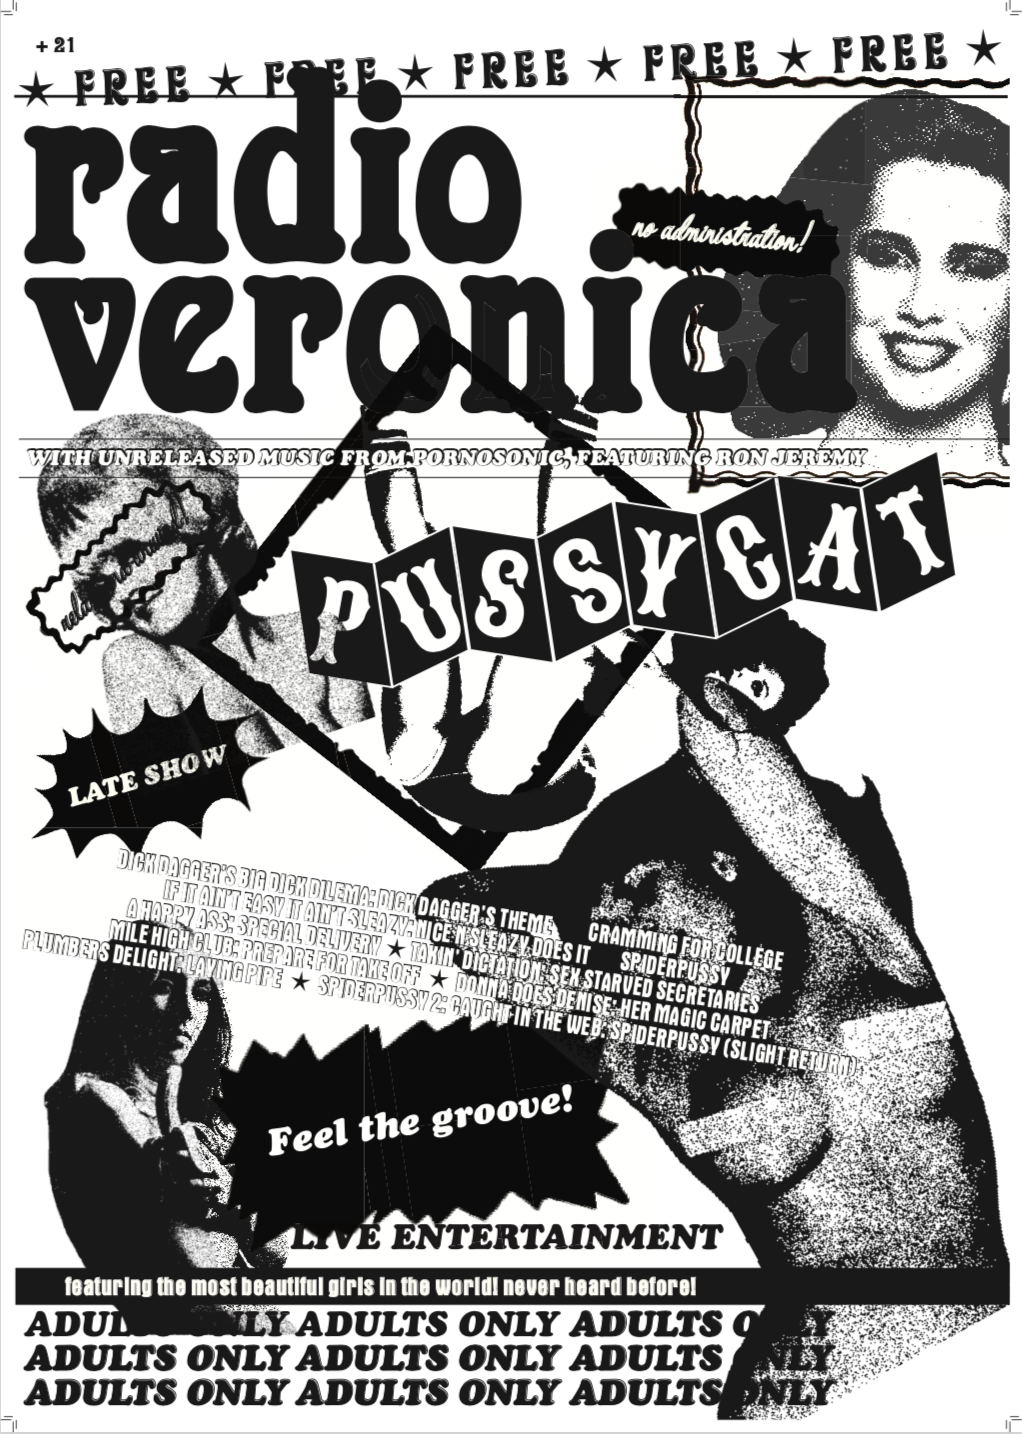 + 21
★ FREE ★ FREE ★ FREE ★ FREE ★ FREE ★
radio
no administration!
veronica
WITH UNRELEASED MUSIC FROM PORNOSONIC, FEATURING RON JEREMY
PUSSYCAT
LATE SHOW
DICK DAGGER'S BIG DICK DILEMA: DICK DAGGER'S THEME
IF IT AIN'T EASY IT AIN'T SLEAZY: NICE N' SLEAZY DOES IT CRAMMING FOR COLLEGE
A HAPPY ASS: SPECIAL DELIVERY ★ TAKIN' DICTATION: SEX STARVED SECRETARIES SPIDERPUSSY
MILE HIGH CLUB: PREPARE FOR TAKE OFF ★ DONNA DOES DENISE: HER MAGIC CARPET
PLUMBERS DELIGHT: LAYING PIPE ★ SPIDERPUSSY 2: CAUGHT IN THE WEB: SPIDERPUSSY (SLIGHT RETURN)
Feel the groove!
LIVE ENTERTAINMENT
featuring the most beautiful girls in the world! never heard before!
ADULTS ONLY ADULTS ONLY ADULTS ONLY
ADULTS ONLY ADULTS ONLY ADULTS ONLY
ADULTS ONLY ADULTS ONLY ADULTS ONLY